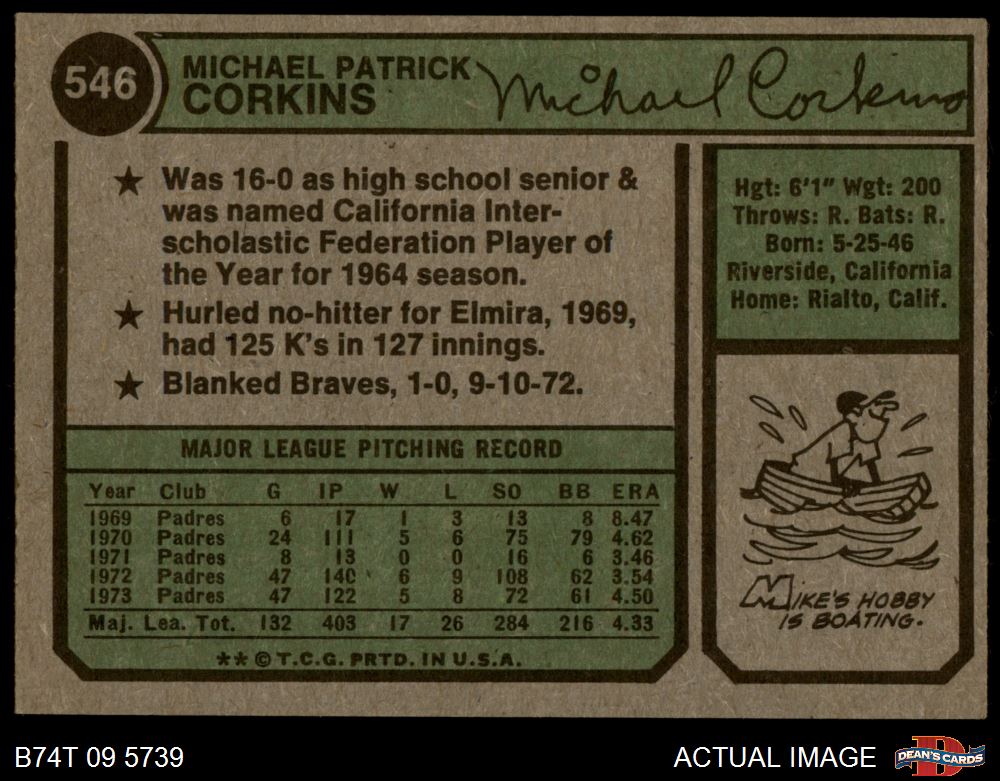 546
MICHAEL PATRICK
CORKINS
Michael Corkins
★ Was 16-0 as high school senior &
was named California Inter-
scholastic Federation Player of
the Year for 1964 season.
★ Hurled no-hitter for Elmira, 1969,
had 125 K's in 127 innings.
★ Blanked Braves, 1-0, 9-10-72.
Hgt: 6'1" Wgt: 200
Throws: R. Bats: R.
Born: 5-25-46
Riverside, California
Home: Rialto, Calif.
MAJOR LEAGUE PITCHING RECORD
Year Club G IP W L SO BB ERA
1969 Padres 6 17 1 3 13 8 8.47
1970 Padres 24 111 5 6 75 79 4.62
1971 Padres 8 13 0 0 16 6 3.46
1972 Padres 47 140 6 9 108 62 3.54
1973 Padres 47 122 5 8 72 61 4.50
Maj. Lea. Tot. 132 403 17 26 284 216 4.33
** © T.C.G. PRTD. IN U.S.A.
MIKE'S HOBBY
IS BOATING.
B74T 09 5739
ACTUAL IMAGE
D
DEAN'S CARDS